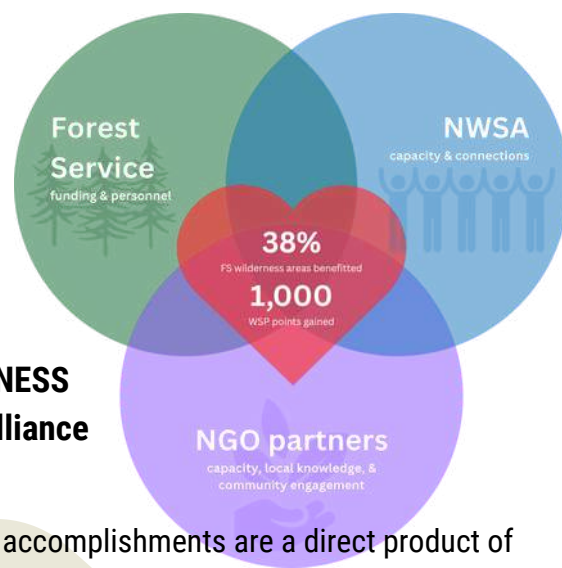 Forest
Service
funding & personnel
NWSA
capacity & connections
38%
FS wilderness areas benefitted
1,000
WSP points gained
NESS
lliance
NGO partners
capacity, local knowledge, &
community engagement
accomplishments are a direct product of